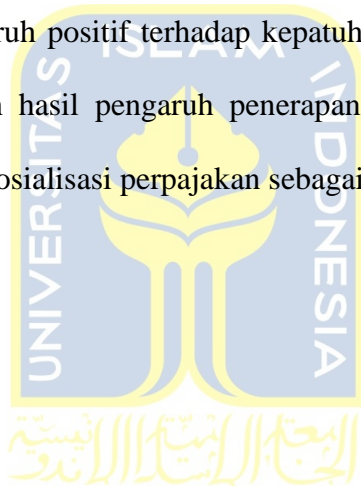 ruh positif terhadap kepatuh
hasil pengaruh penerapan
osialisasi perpajakan sebagai
UNIVERSITAS
ISLAM
INDONESIA